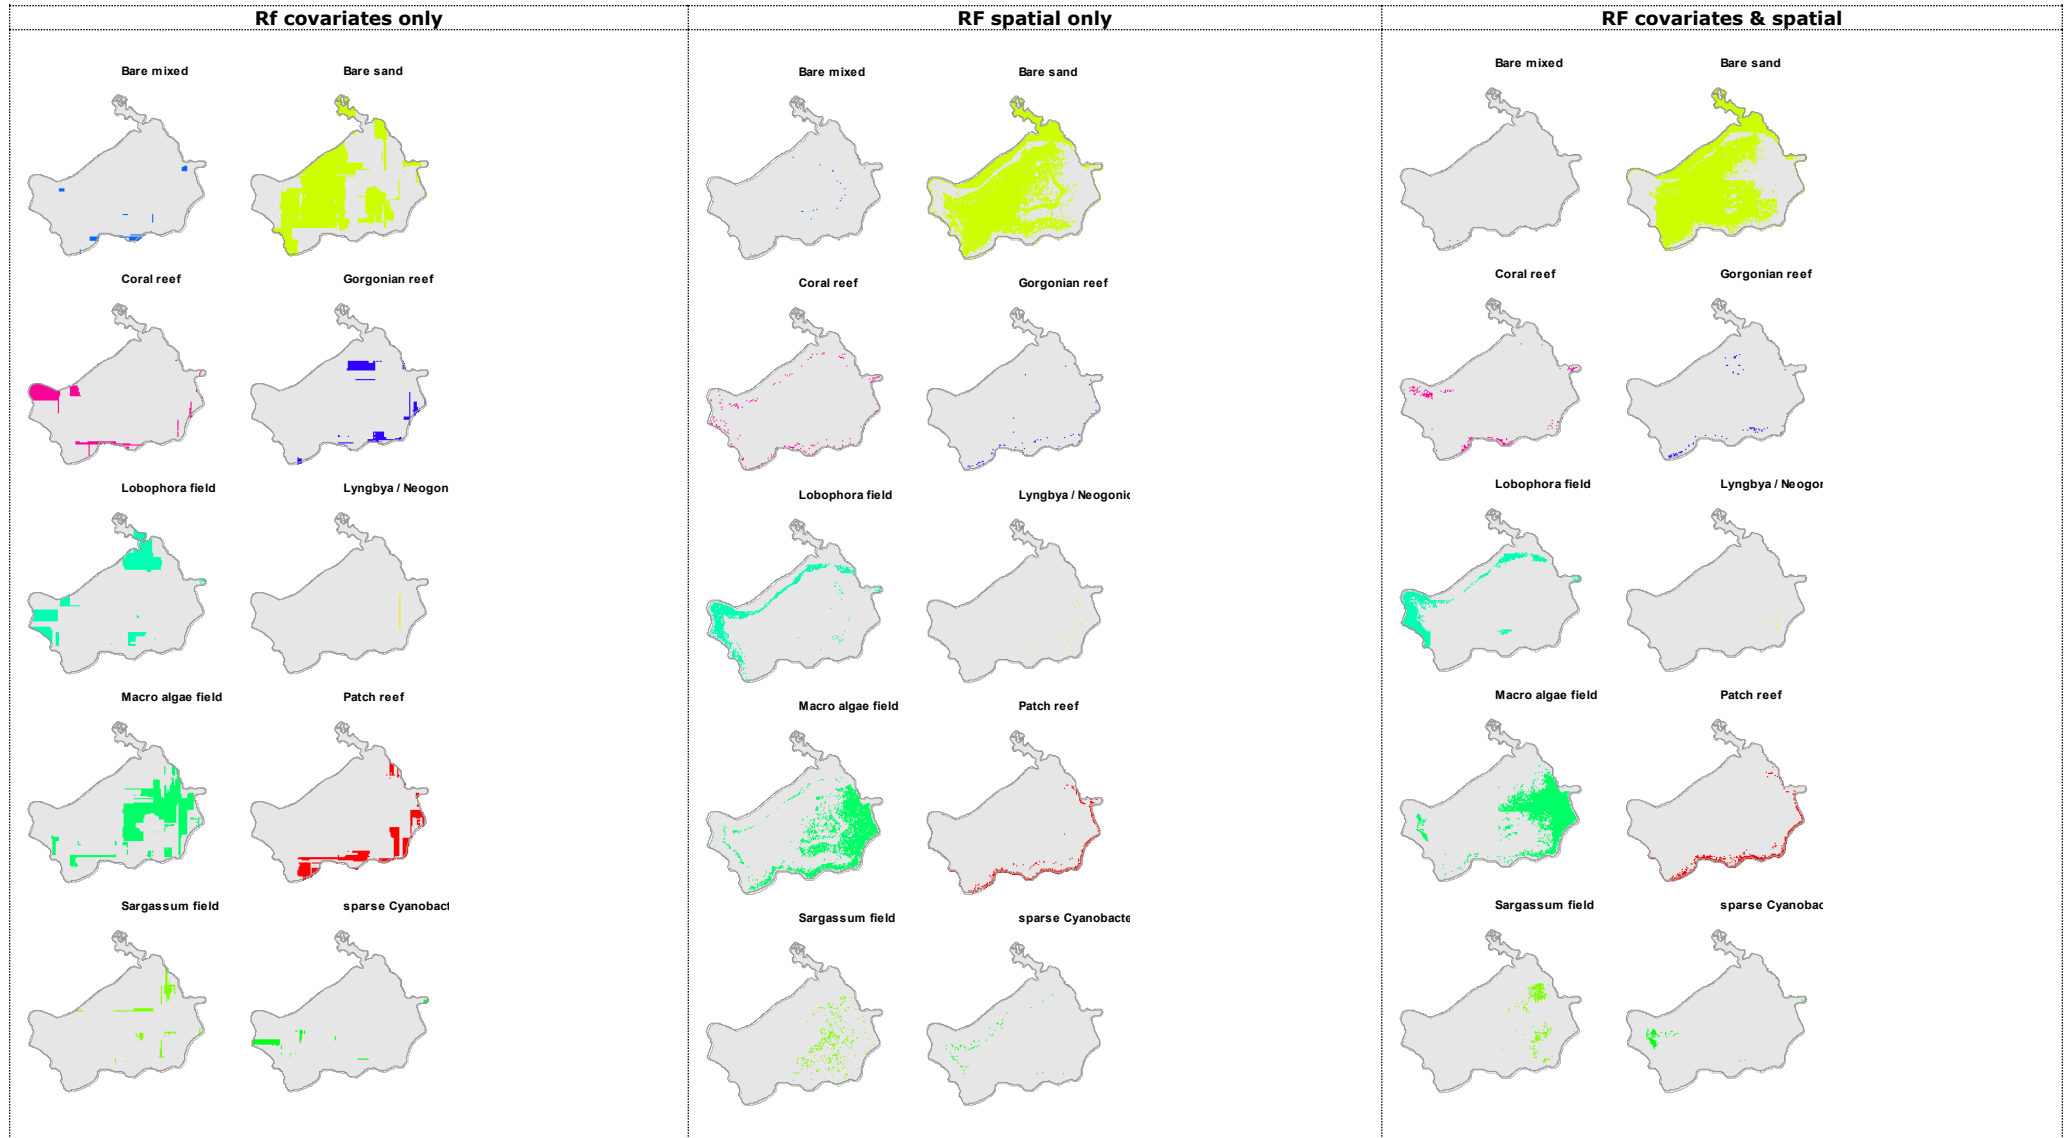 Rf covariates only
RF spatial only
RF covariates & spatial
Bare mixed
Bare sand
Coral reef
Gorgonian reef
Lobophora field
Lyngbya / Neogon
Macro algae field
Patch reef
Sargassum field
sparse Cyanobact
Bare mixed
Bare sand
Coral reef
Gorgonian reef
Lobophora field
Lyngbya / Neogonic
Macro algae field
Patch reef
Sargassum field
sparse Cyanobacte
Bare mixed
Bare sand
Coral reef
Gorgonian reef
Lobophora field
Lyngbya / Neogor
Macro algae field
Patch reef
Sargassum field
sparse Cyanobac